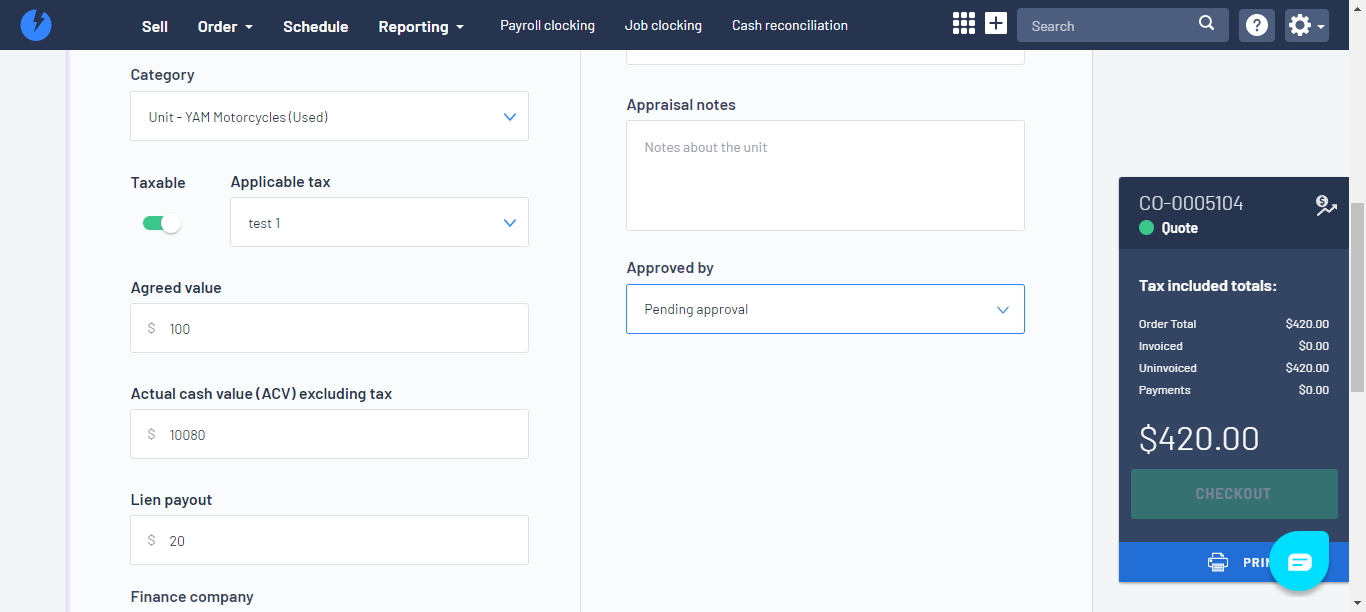 Sell
Order
Schedule
Reporting
Payroll clocking
Job clocking
Cash reconciliation
Search
Category
Unit - YAM Motorcycles (Used)
Taxable
Applicable tax
test 1
Agreed value
$ 100
Actual cash value (ACV) excluding tax
$ 10080
Lien payout
$ 20
Finance company
Appraisal notes
Notes about the unit
Approved by
Pending approval
CO-0005104
Quote
Tax included totals:
Order Total $420.00
Invoiced $0.00
Uninvoiced $420.00
Payments $0.00
$420.00
CHECKOUT